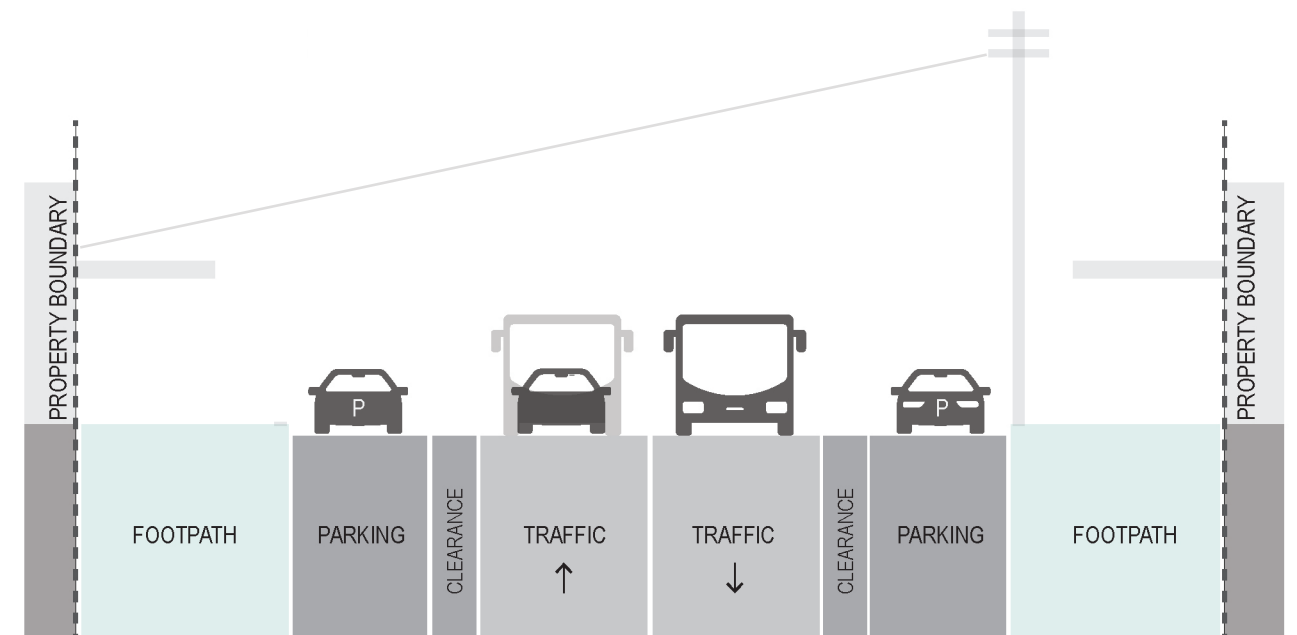 PROPERTY BOUNDARY
PROPERTY BOUNDARY
P
P
FOOTPATH
PARKING
CLEARANCE
TRAFFIC
↑
TRAFFIC
↓
CLEARANCE
PARKING
FOOTPATH